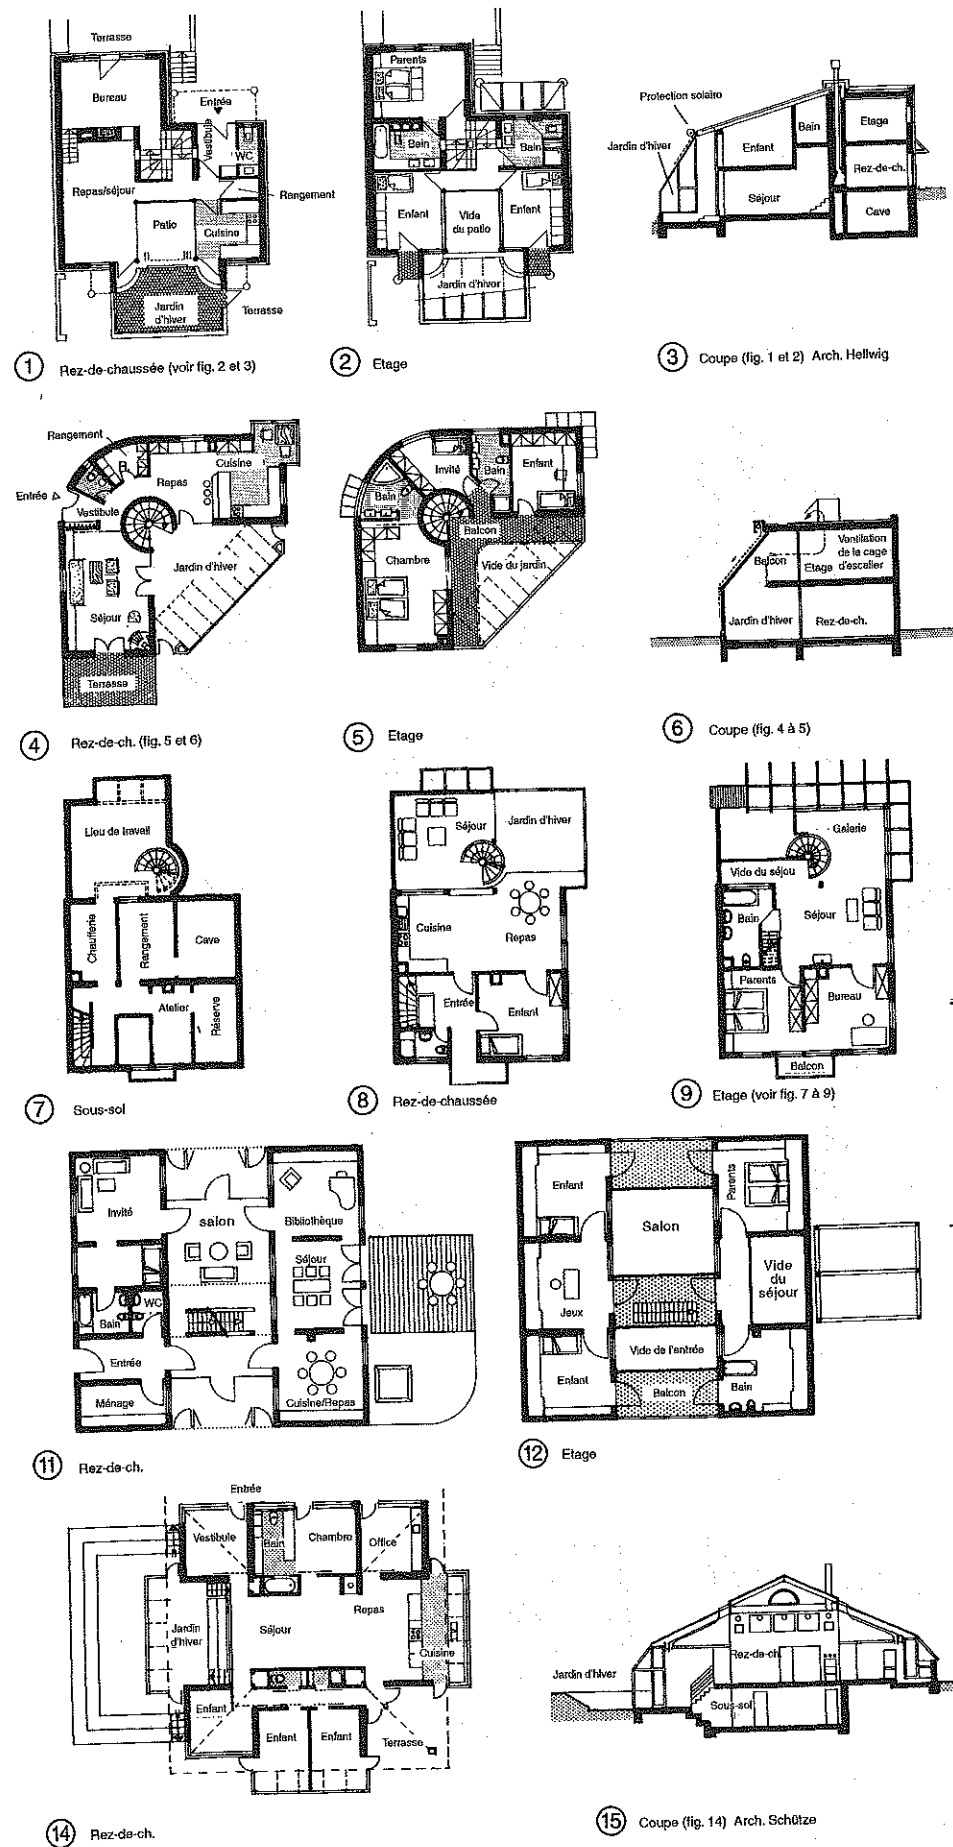 Terrasse
Bureau
Entrée
Vestibule
WC
Repas/séjour
Rangement
Patio
Cuisine
Jardin
d'hiver
Terrasse
① Rez-de-chaussée (voir fig. 2 et 3)
Parents
Bain
Bain
Enfant
Vide
du patio
Enfant
Jardin d'hiver
② Etage
Protection solaire
Jardin d'hiver
Bain
Etage
Enfant
Rez-de-ch.
Séjour
Cave
③ Coupe (fig. 1 et 2) Arch. Hellwig
Rangement
Cuisine
Repas
Entrée
Vestibule
Jardin d'hiver
Séjour
Terrasse
④ Rez-de-ch. (fig. 5 et 6)
Invité
Bain
Enfant
Bain
Balcon
Chambre
Vide du jardin
⑤ Etage
Balcon
Etage
Ventilation
de la cage
d'escalier
Jardin d'hiver
Rez-de-ch.
⑥ Coupe (fig. 4 à 5)
Lieu de travail
Chaufferie
Rangement
Cave
Atelier
Réserve
⑦ Sous-sol
Séjour
Jardin d'hiver
Cuisine
Repas
Entrée
Enfant
⑧ Rez-de-chaussée
Galerie
Vide du séjou
Bain
Séjour
Parents
Bureau
Balcon
⑨ Etage (voir fig. 7 à 9)
Invité
salon
Bibliothèque
Séjour
WC
Bain
Entrée
Ménage
Cuisine/Repas
⑪ Rez-de-ch.
Enfant
Parents
Salon
Vide
du
séjour
Jeux
Vide de l'entrée
Enfant
Balcon
Bain
⑫ Etage
Entrée
Vestibule
Bain
Chambre
Office
Repas
Jardin
d'hiver
Séjour
Cuisine
Enfant
Enfant
Enfant
Terrasse
⑭ Rez-de-ch.
Rez-de-ch.
Jardin d'hiver
Sous-sol
⑮ Coupe (fig. 14) Arch. Schütze